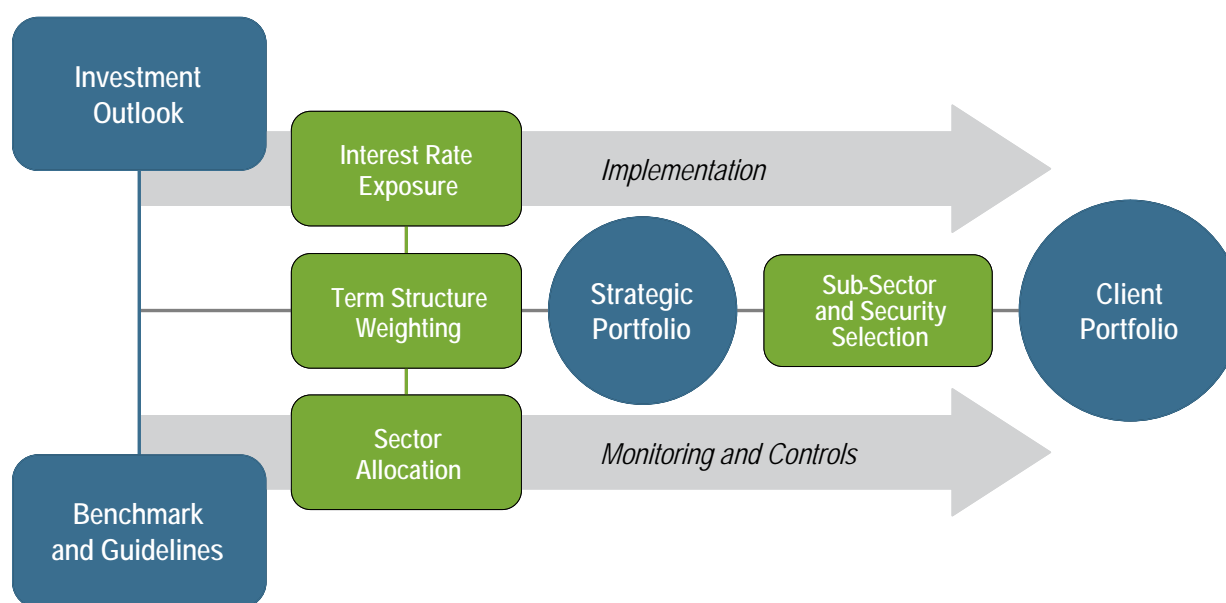 Investment
Outlook
Interest Rate
Exposure
Implementation
Term Structure
Weighting
Strategic
Portfolio
Sub-Sector
and Security
Selection
Client
Portfolio
Sector
Allocation
Monitoring and Controls
Benchmark
and Guidelines